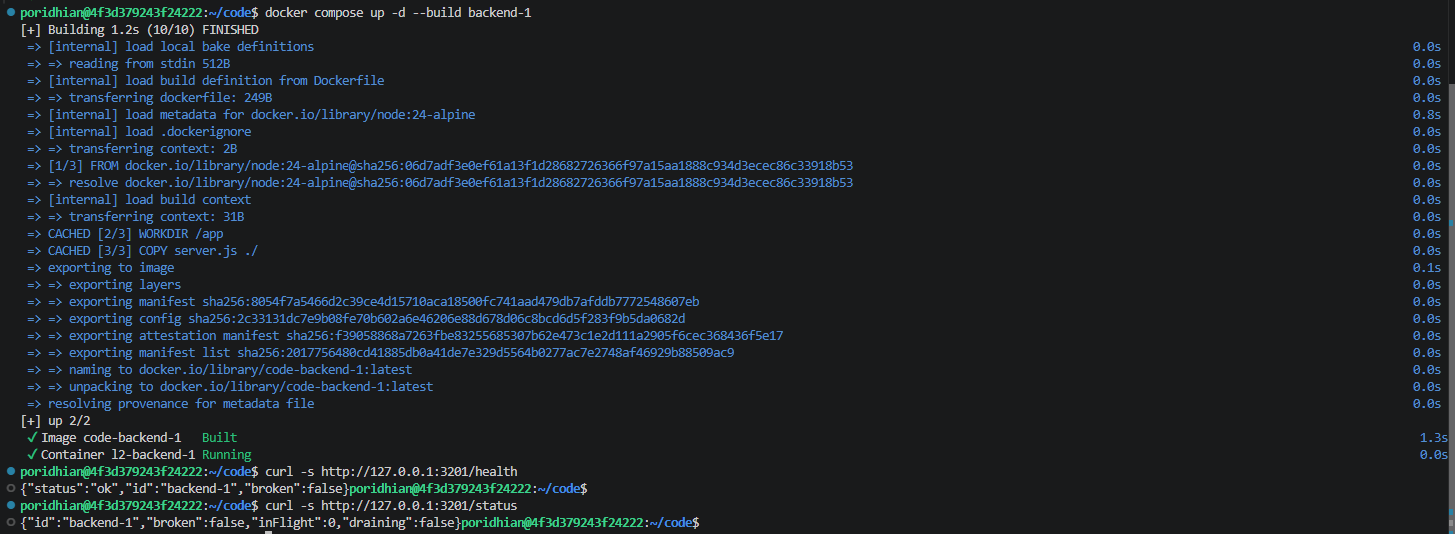 poridhian@4f3d379243f24222:~/code$ docker compose up -d --build backend-1
[+] Building 1.2s (10/10) FINISHED
=> [internal] load local bake definitions 0.0s
=> => reading from stdin 512B 0.0s
=> [internal] load build definition from Dockerfile 0.0s
=> => transferring dockerfile: 249B 0.0s
=> [internal] load metadata for docker.io/library/node:24-alpine 0.8s
=> [internal] load .dockerignore 0.0s
=> => transferring context: 2B 0.0s
=> [1/3] FROM docker.io/library/node:24-alpine@sha256:06d7adf3e0ef61a13f1d28682726366f97a15aa1888c934d3ecec86c33918b53 0.0s
=> => resolve docker.io/library/node:24-alpine@sha256:06d7adf3e0ef61a13f1d28682726366f97a15aa1888c934d3ecec86c33918b53 0.0s
=> [internal] load build context 0.0s
=> => transferring context: 31B 0.0s
=> CACHED [2/3] WORKDIR /app 0.0s
=> CACHED [3/3] COPY server.js ./ 0.0s
=> exporting to image 0.1s
=> => exporting layers 0.0s
=> => exporting manifest sha256:8054f7a5466d2c39ce4d15710aca18500fc741aad479db7afddb7772548607eb 0.0s
=> => exporting config sha256:2c33131dc7e9b08fe70b602a6e46206e88d678d06c8bcd6d5f283f9b5da0682d 0.0s
=> => exporting attestation manifest sha256:f39058868a7263fbe83255685307b62e473c1e2d111a2905f6cec368436f5e17 0.0s
=> => exporting manifest list sha256:2017756480cd41885db0a41de7e329d5564b0277ac7e2748af46929b88509ac9 0.0s
=> => naming to docker.io/library/code-backend-1:latest 0.0s
=> => unpacking to docker.io/library/code-backend-1:latest 0.0s
=> resolving provenance for metadata file 0.0s
[+] up 2/2
✓ Image code-backend-1 Built 1.3s
✓ Container l2-backend-1 Running 0.0s
poridhian@4f3d379243f24222:~/code$ curl -s http://127.0.0.1:3201/health
{"status":"ok","id":"backend-1","broken":false}poridhian@4f3d379243f24222:~/code$
poridhian@4f3d379243f24222:~/code$ curl -s http://127.0.0.1:3201/status
{"id":"backend-1","broken":false,"inFlight":0,"draining":false}poridhian@4f3d379243f24222:~/code$